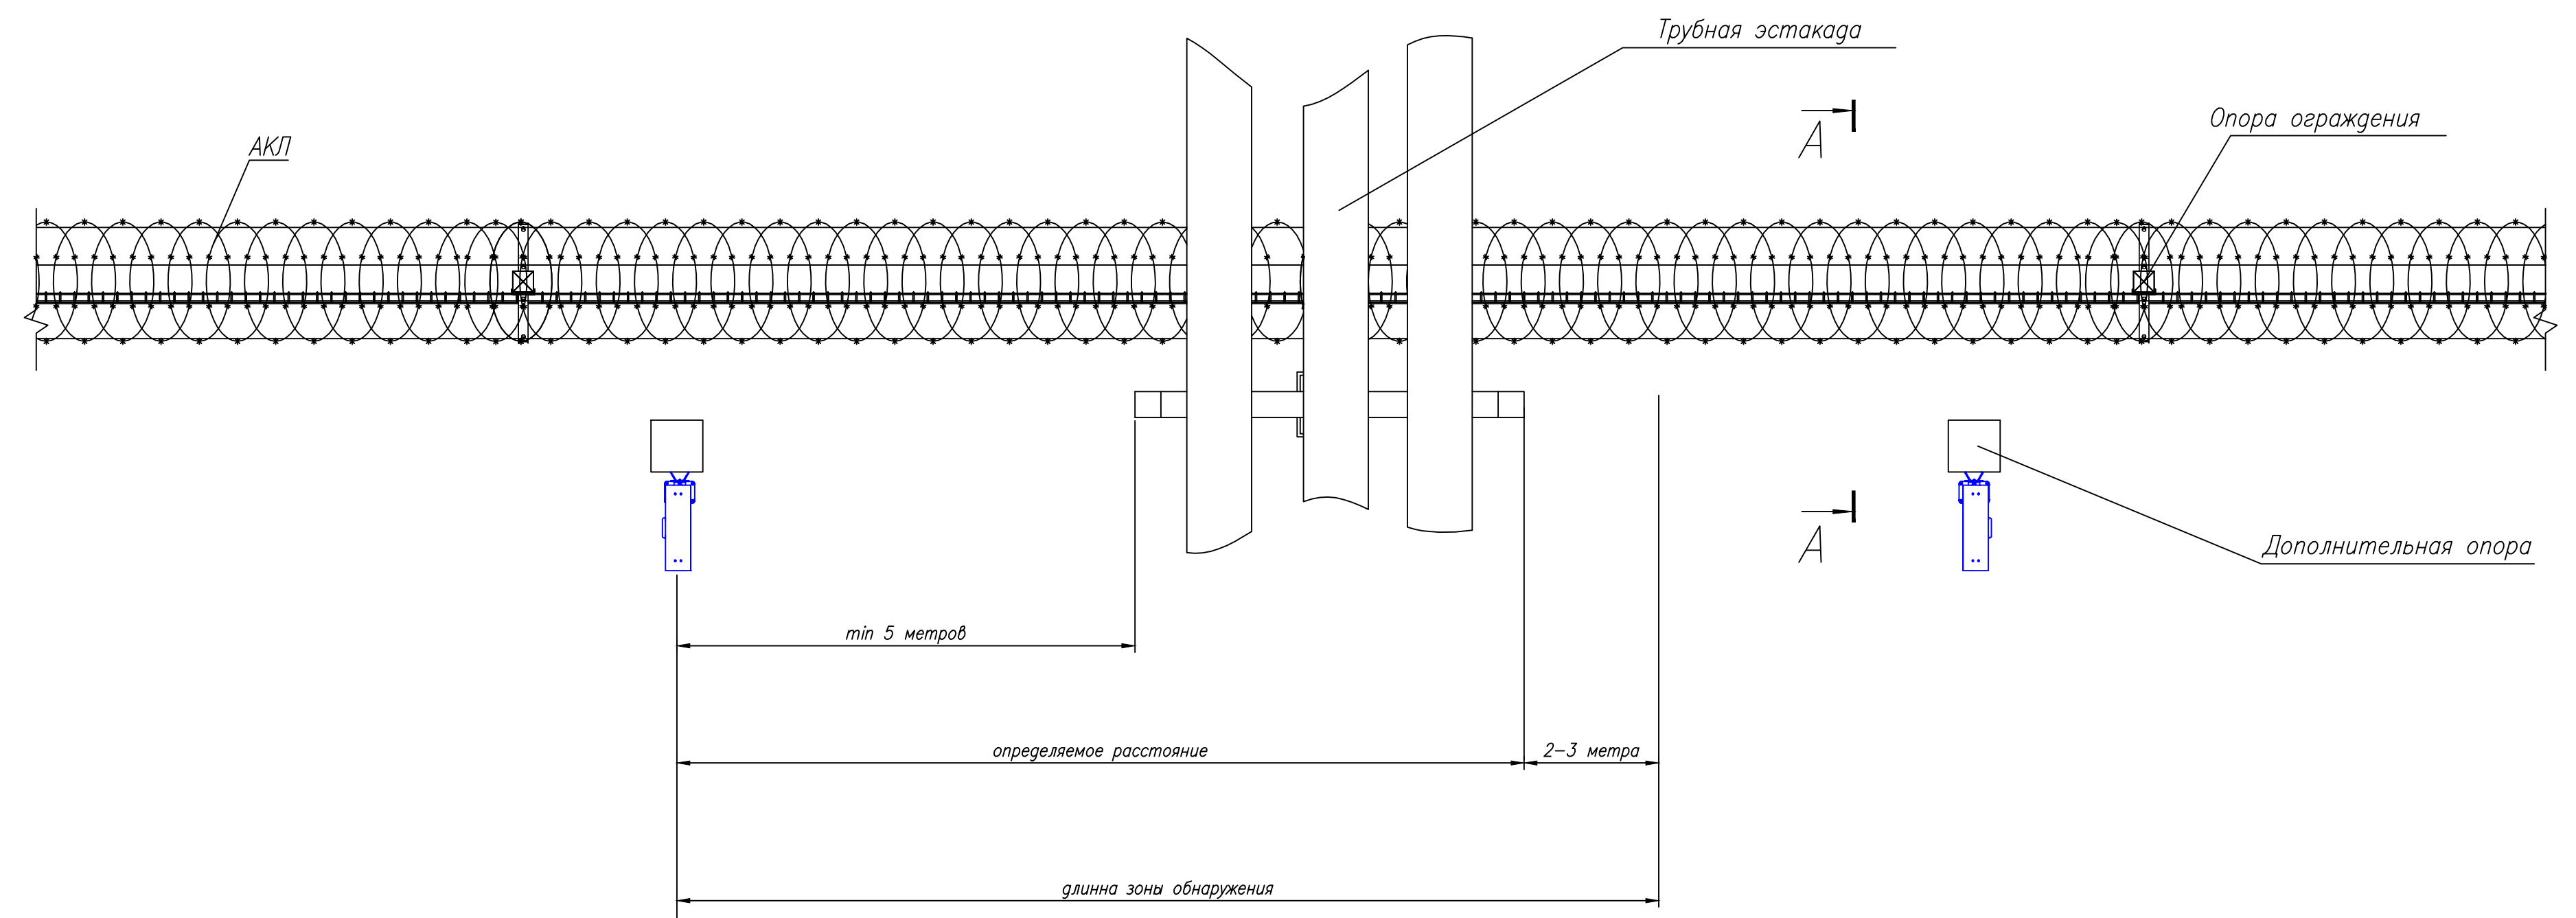 Трубная эстакада
А
Опора ограждения
АКЛ
А
Дополнительная опора
min 5 метров
определяемое расстояние
2-3 метра
длинна зоны обнаружения